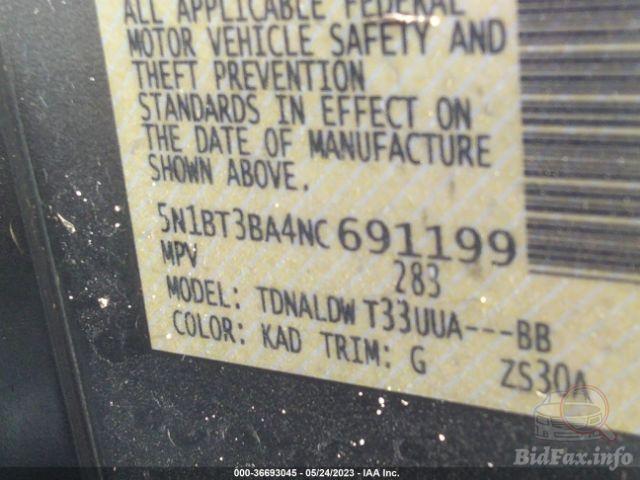 ALL APPLICABLE FEDERAL
MOTOR VEHICLE SAFETY AND
THEFT PREVENTION
STANDARDS IN EFFECT ON
THE DATE OF MANUFACTURE
SHOWN ABOVE.
5N1BT3BA4NC691199
MPV 283
MODEL: TDNALDW T33UUA---BB
COLOR: KAD TRIM: G ZS30A
BidFax.info
000-36693045 - 05/24/2023 - IAA Inc.